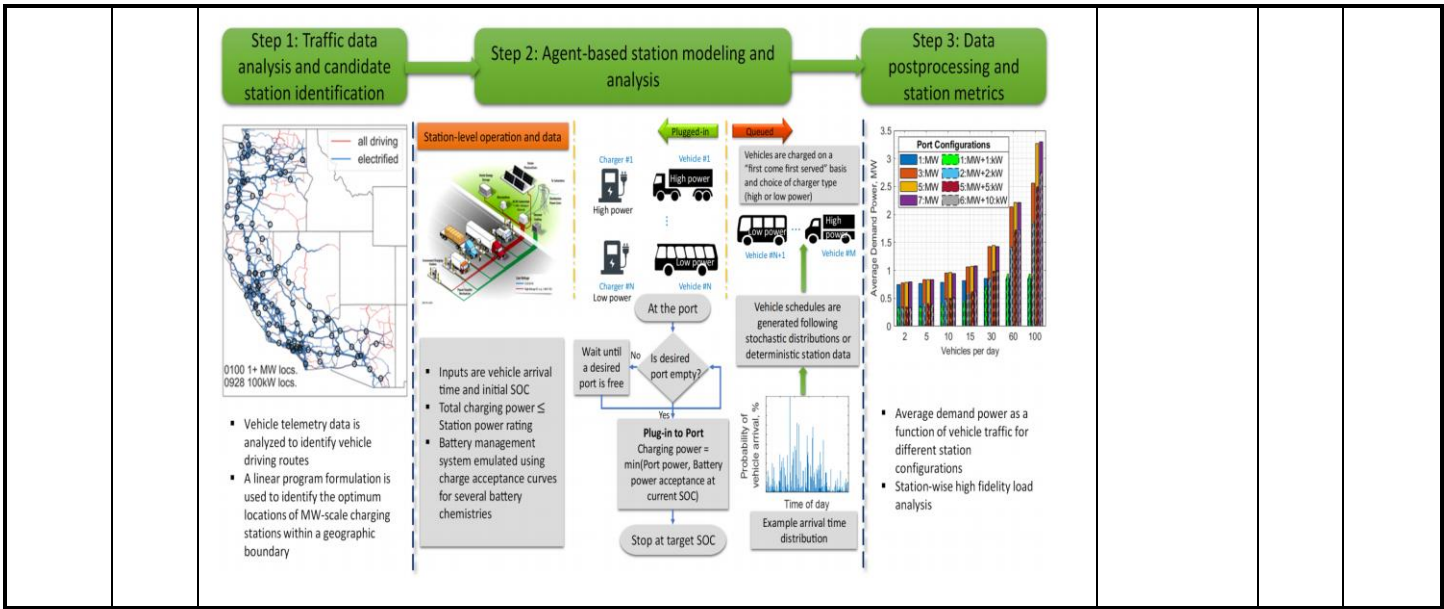 Step 1: Traffic data
analysis and candidate
station identification
Step 2: Agent-based station modeling and
analysis
Step 3: Data
postprocessing and
station metrics
all driving
electrified
0100 1+ MW locs.
0928 100kW locs.
▪ Vehicle telemetry data is
analyzed to identify vehicle
driving routes
▪ A linear program formulation is
used to identify the optimum
locations of MW-scale charging
stations within a geographic
boundary
Station-level operation and data
▪ Inputs are vehicle arrival
time and initial SOC
▪ Total charging power ≤
Station power rating
▪ Battery management
system emulated using
charge acceptance curves
for several battery
chemistries
Plugged-in
Queued
Charger #1
Vehicle #1
High power
High power
Charger #N
Low power
Low power
Vehicle #N
Vehicles are charged on a
"first come first served" basis
and choice of charger type
(high or low power)
Low power
...
High
power
Vehicle #N+1
Vehicle #M
At the port
Is desired
port empty?
No
Wait until
a desired
port is free
Yes
Plug-in to Port
Charging power =
min(Port power, Battery
power acceptance at
current SOC)
Stop at target SOC
Vehicle schedules are
generated following
stochastic distributions or
deterministic station data
Probability of
vehicle arrival, %
Time of day
Example arrival time
distribution
Average Demand Power, MW
3.5
3
2.5
2
1.5
1
0.5
0
Port Configurations
1:MW 1:MW+1:kW
3:MW 2:MW+2:kW
5:MW 5:MW+5:kW
7:MW 6:MW+10:kW
2 5 10 15 30 60 100
Vehicles per day
▪ Average demand power as a
function of vehicle traffic for
different station
configurations
▪ Station-wise high fidelity load
analysis